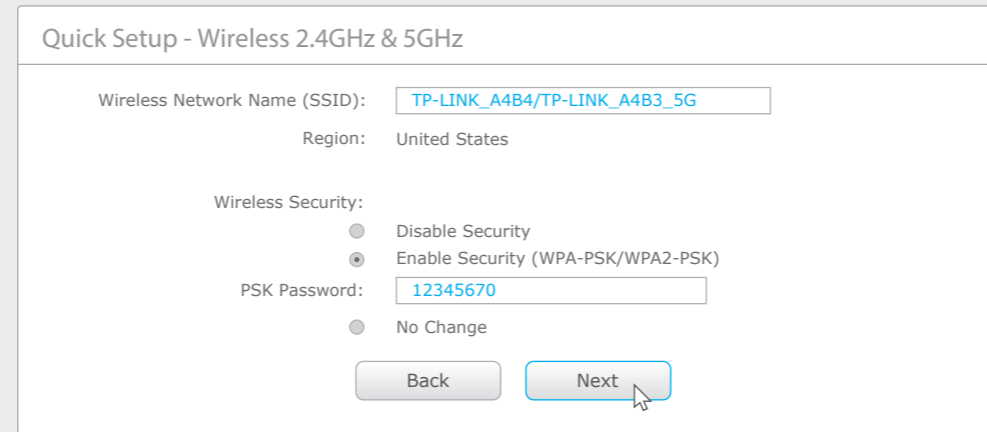 Quick Setup - Wireless 2.4GHz & 5GHz
Wireless Network Name (SSID): TP-LINK_A4B4/TP-LINK_A4B3_5G
Region: United States
Wireless Security:
Disable Security
Enable Security (WPA-PSK/WPA2-PSK)
PSK Password: 12345670
No Change
Back Next